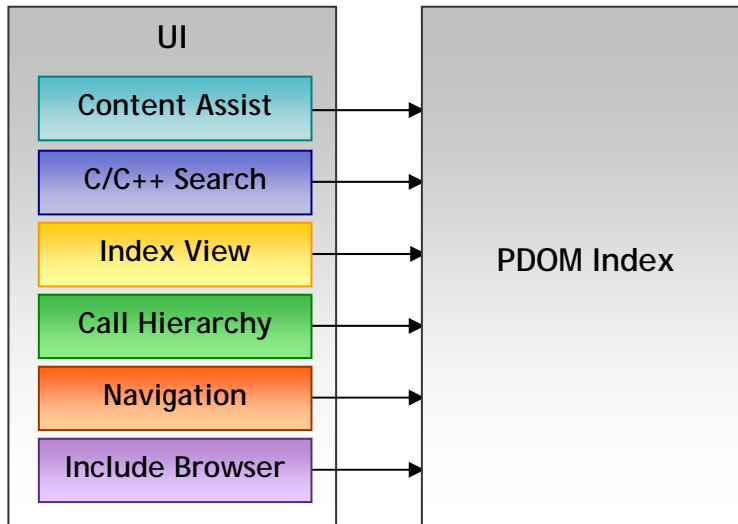 UI
Content Assist
C/C++ Search
Index View
Call Hierarchy
Navigation
Include Browser
PDOM Index